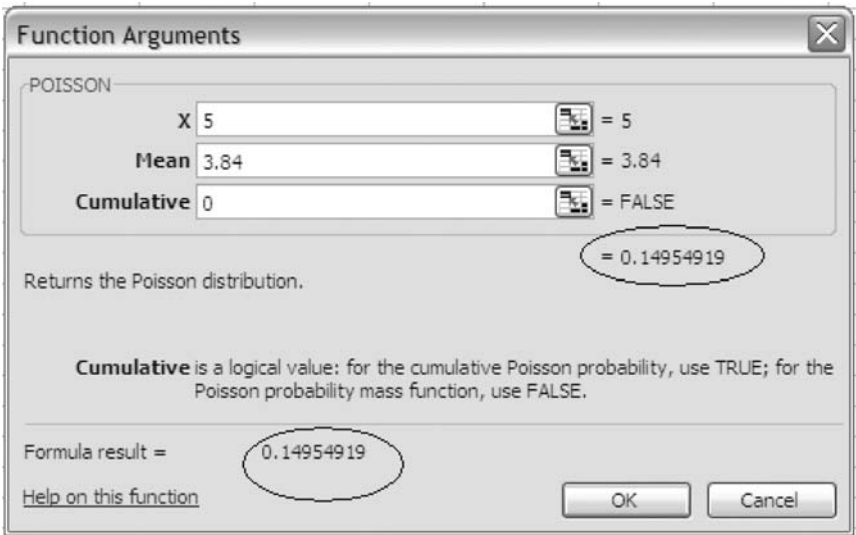 Function Arguments
POISSON
X 5 = 5
Mean 3.84 = 3.84
Cumulative 0 = FALSE
= 0.14954919
Returns the Poisson distribution.
Cumulative is a logical value: for the cumulative Poisson probability, use TRUE; for the
Poisson probability mass function, use FALSE.
Formula result = 0.14954919
Help on this function OK Cancel